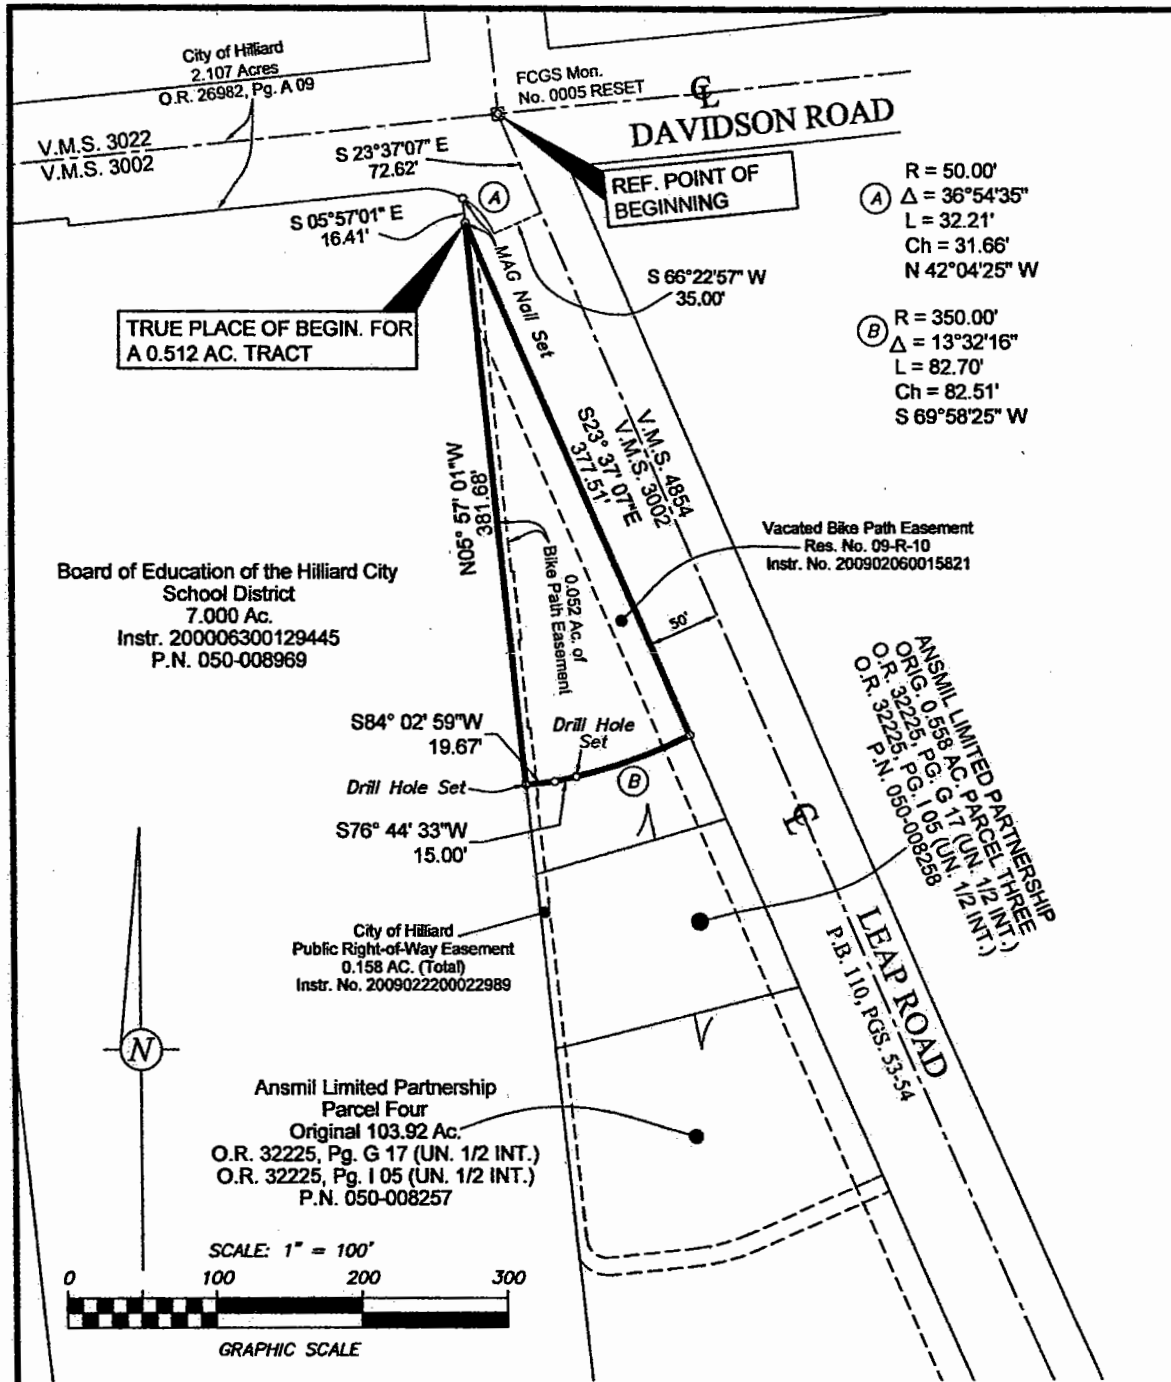 City of Hilliard
2.107 Acres
O.R. 26982, Pg. A 09
FCGS Mon.
No. 0005 RESET
CL
DAVIDSON ROAD
V.M.S. 3022
V.M.S. 3002
S 23°37'07" E
72.62'
REF. POINT OF
BEGINNING
A
R = 50.00'
Δ = 36°54'35"
L = 32.21'
Ch = 31.66'
N 42°04'25" W
A
S 05°57'01" E
16.41'
MAG Nail Set
S 66°22'57" W
35.00'
TRUE PLACE OF BEGIN. FOR
A 0.512 AC. TRACT
B
R = 350.00'
Δ = 13°32'16"
L = 82.70'
Ch = 82.51'
S 69°58'25" W
V.M.S. 4854
V.M.S. 3002
S23° 37' 07"E
377.51'
N05° 57' 01"W
381.68'
0.052 Ac. of
Bike Path Easement
Vacated Bike Path Easement
Res. No. 09-R-10
Instr. No. 200902060015821
Board of Education of the Hilliard City
School District
7.000 Ac.
Instr. 200006300129445
P.N. 050-008969
50'
ANSMIL LIMITED PARTNERSHIP
ORIG. 0.558 AC. PARCEL THREE
O.R. 32225, PG. G 17 (UN. 1/2 INT.)
O.R. 32225, PG. I 05 (UN. 1/2 INT.)
P.N. 050-008258
S84° 02' 59"W
19.67'
Drill Hole
Set
Drill Hole Set
B
S76° 44' 33"W
15.00'
CL
City of Hilliard
Public Right-of-Way Easement
0.158 AC. (Total)
Instr. No. 2009022200022989
LEAP ROAD
P.B. 110, PGS. 53-54
N
Ansmil Limited Partnership
Parcel Four
Original 103.92 Ac.
O.R. 32225, Pg. G 17 (UN. 1/2 INT.)
O.R. 32225, Pg. I 05 (UN. 1/2 INT.)
P.N. 050-008257
SCALE: 1" = 100'
0 100 200 300
GRAPHIC SCALE